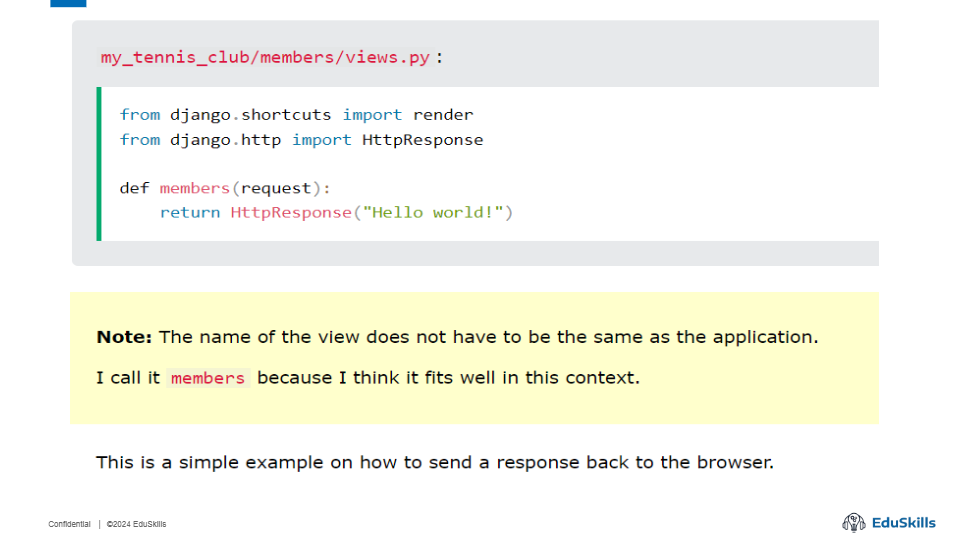 my_tennis_club/members/views.py :
from django.shortcuts import render
from django.http import HttpResponse
def members(request):
    return HttpResponse("Hello world!")
Note: The name of the view does not have to be the same as the application.
I call it members because I think it fits well in this context.
This is a simple example on how to send a response back to the browser.
Confidential | ©2024 EduSkills
EduSkills